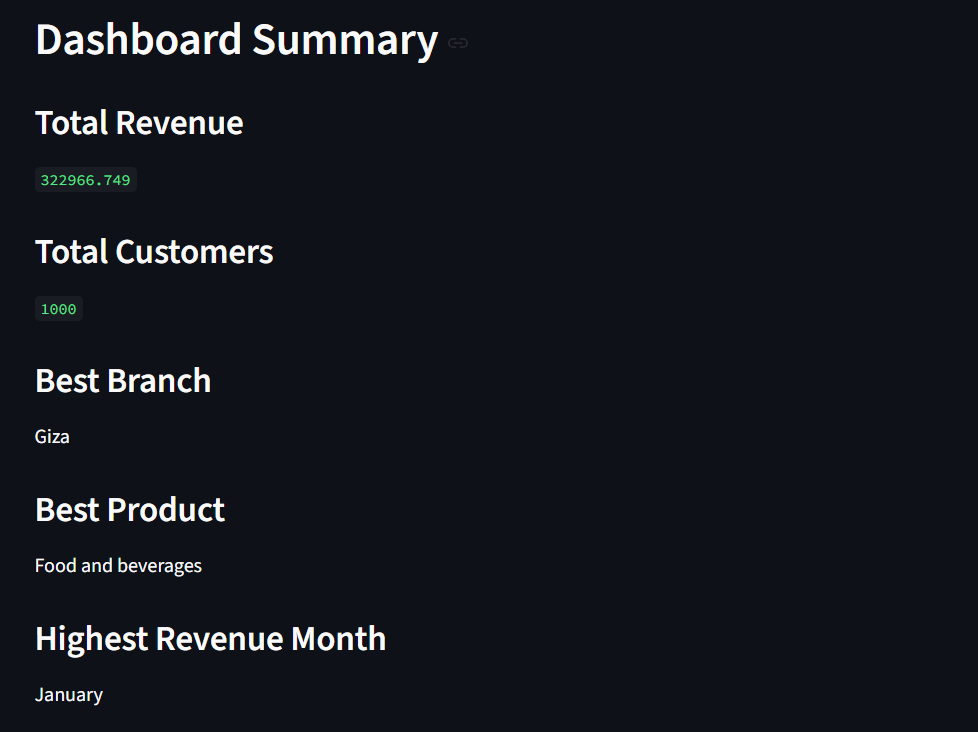 Dashboard Summary
Total Revenue
322966.749
Total Customers
1000
Best Branch
Giza
Best Product
Food and beverages
Highest Revenue Month
January